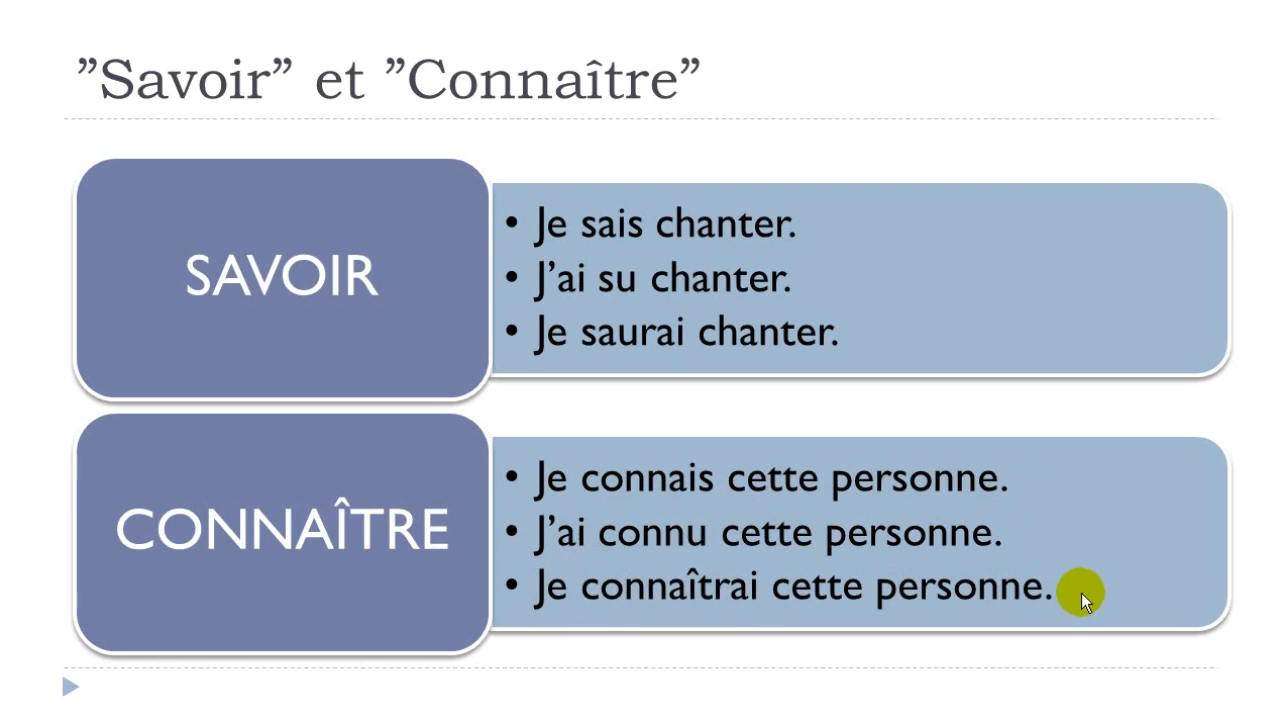 ”Savoir” et ”Connaître”
SAVOIR
• Je sais chanter.
• J’ai su chanter.
• Je saurai chanter.
CONNAÎTRE
• Je connais cette personne.
• J’ai connu cette personne.
• Je connaîtrai cette personne.